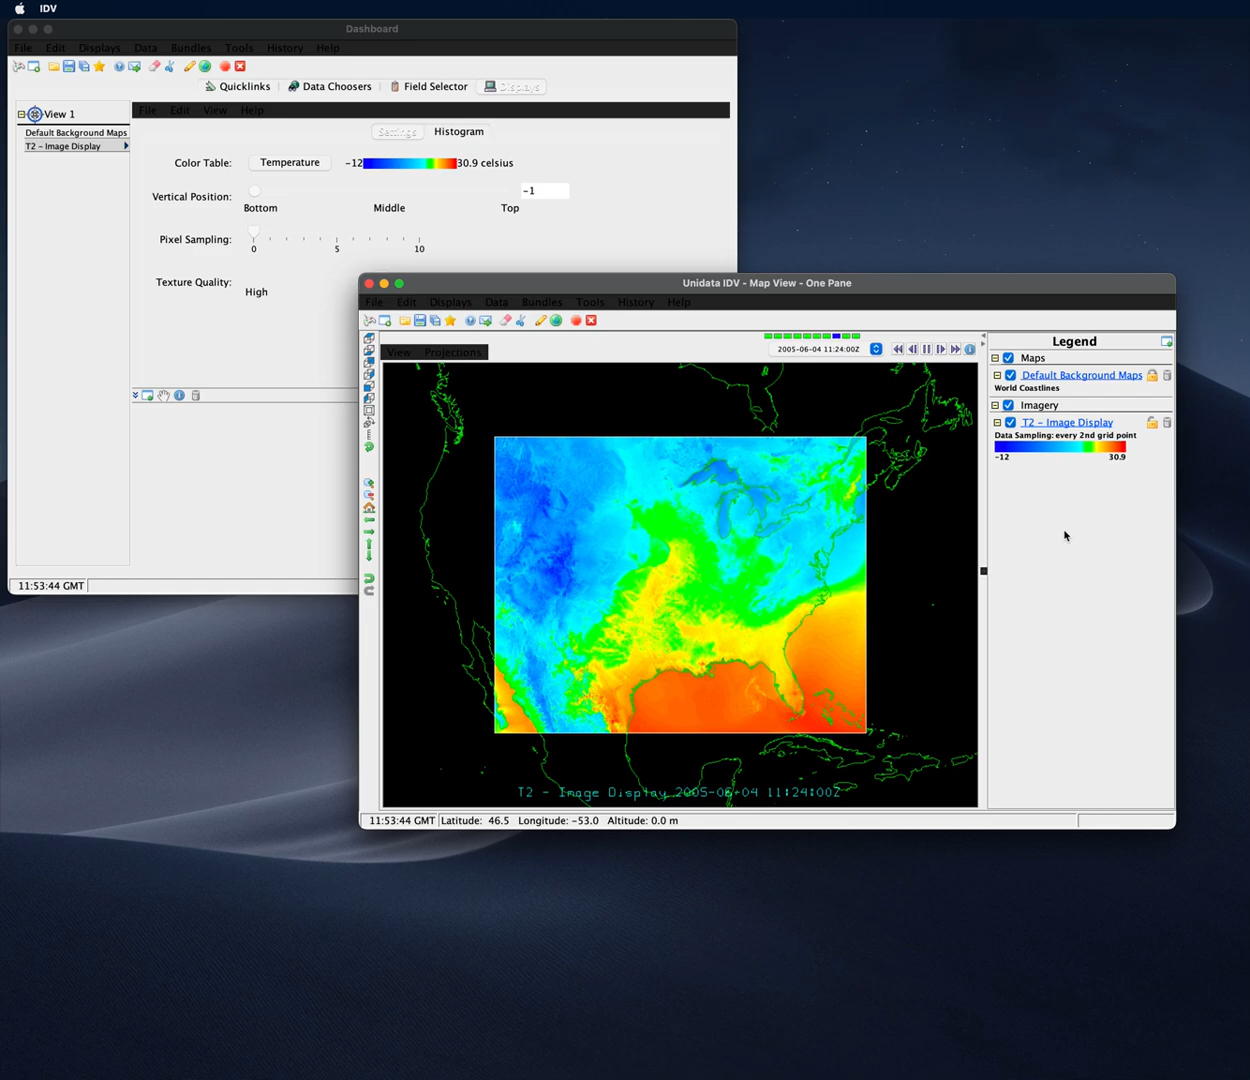 IDV
Dashboard
File Edit Displays Data Bundles Tools History Help
Quicklinks Data Choosers Field Selector Displays
View 1
Default Background Maps
T2 - Image Display
File Edit View Help
Settings Histogram
Color Table: Temperature -12 30.9 celsius
Vertical Position: -1
Bottom Middle Top
Pixel Sampling:
0 5 10
Texture Quality:
High
11:53:44 GMT
Unidata IDV - Map View - One Pane
File Edit Displays Data Bundles Tools History Help
2005-06-04 11:24:00Z
View Projections
Legend
Maps
Default Background Maps
World Coastlines
Imagery
T2 - Image Display
Data Sampling: every 2nd grid point
-12 30.9
T2 - Image Display 2005-06-04 11:24:00Z
11:53:44 GMT Latitude: 46.5 Longitude: -53.0 Altitude: 0.0 m